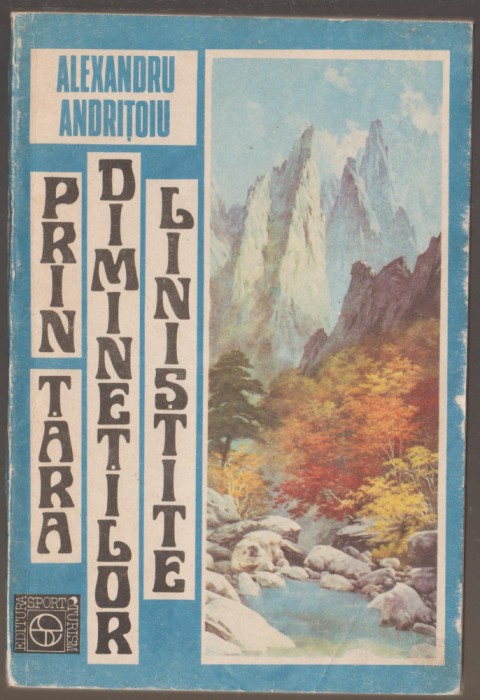 ALEXANDRU
ANDRIȚOIU
PRIN ȚARA
DIMINEȚILOR
LINIȘTITE
EDITURA
SPORT
TURISM